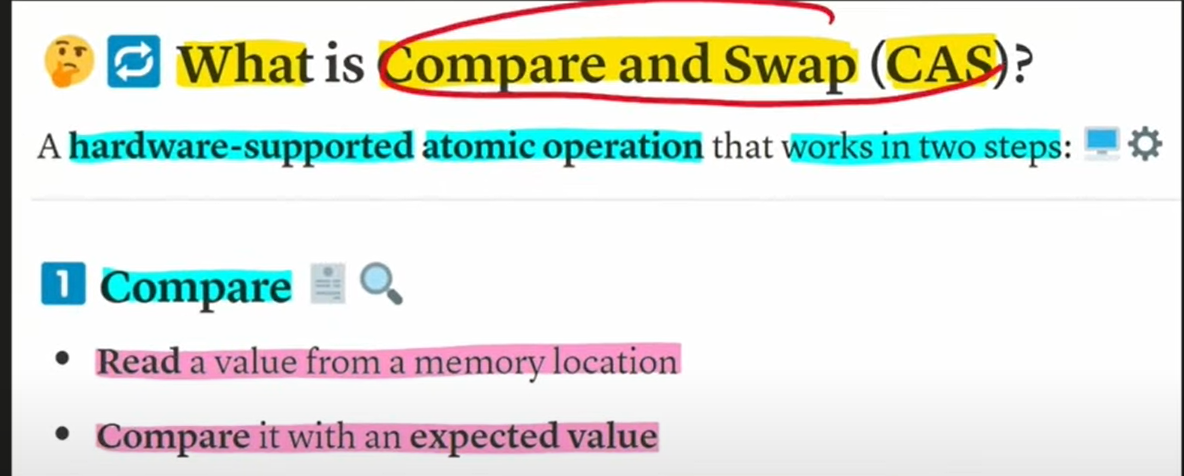 What is Compare and Swap (CAS)?
A hardware-supported atomic operation that works in two steps:
1 Compare
• Read a value from a memory location
• Compare it with an expected value